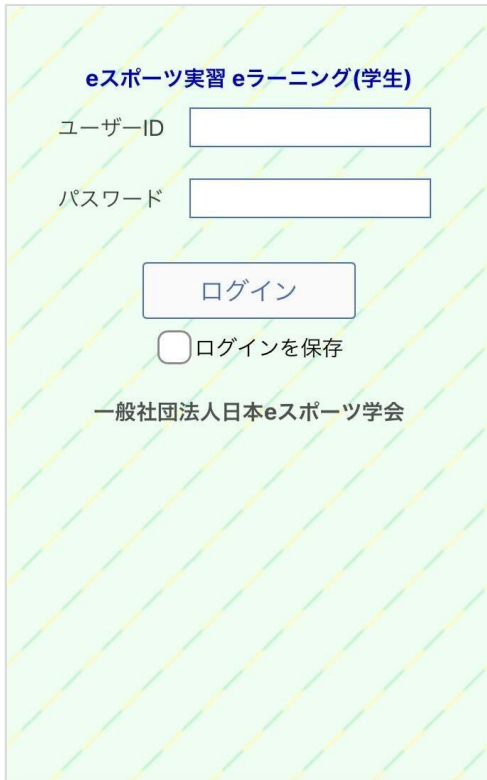 eスポーツ実習 eラーニング(学生)
ユーザーID
パスワード
ログイン
ログインを保存
一般社団法人日本eスポーツ学会